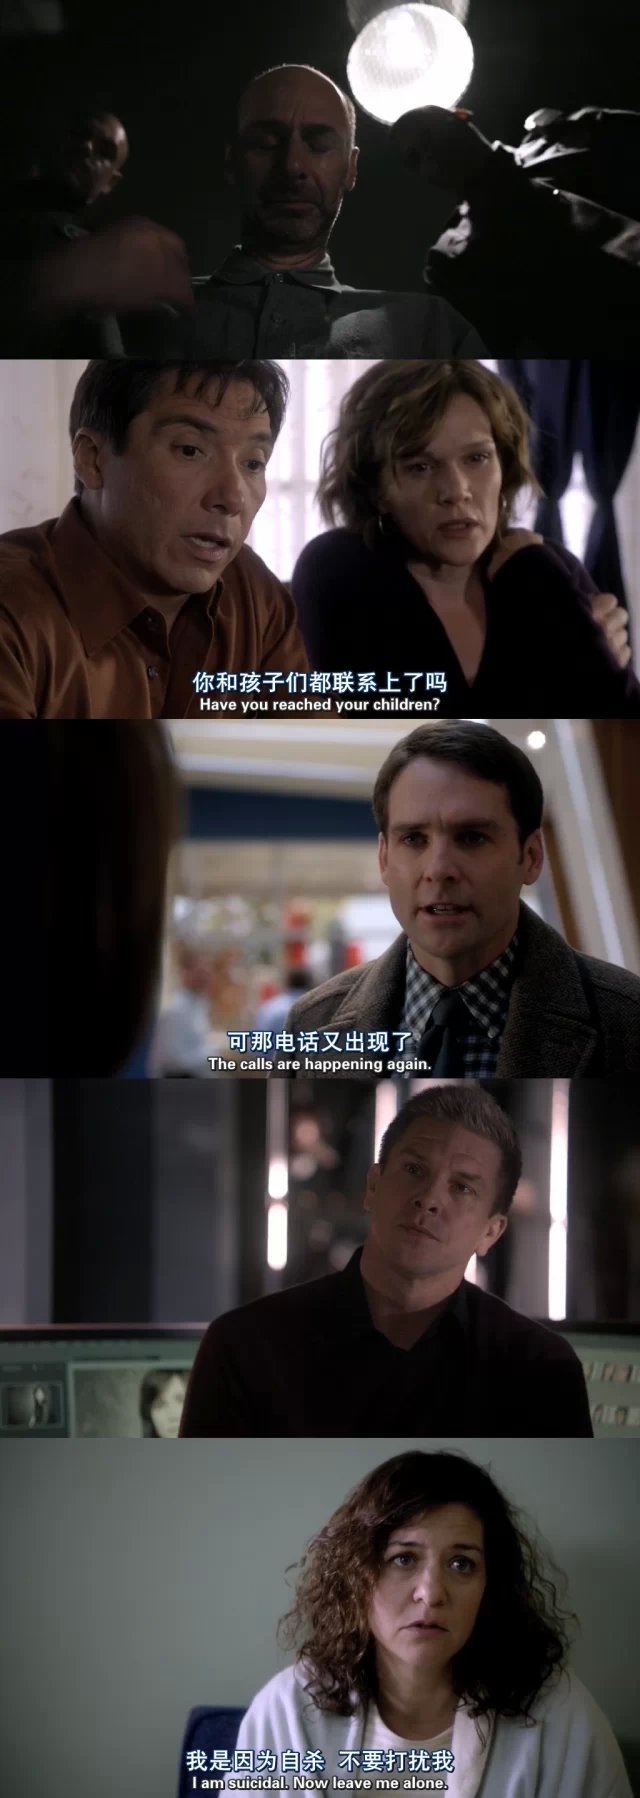 你和孩子们都联系上了吗
Have you reached your children?
可那电话又出现了
The calls are happening again.
我是因为自杀 不要打扰我
I am suicidal. Now leave me alone.